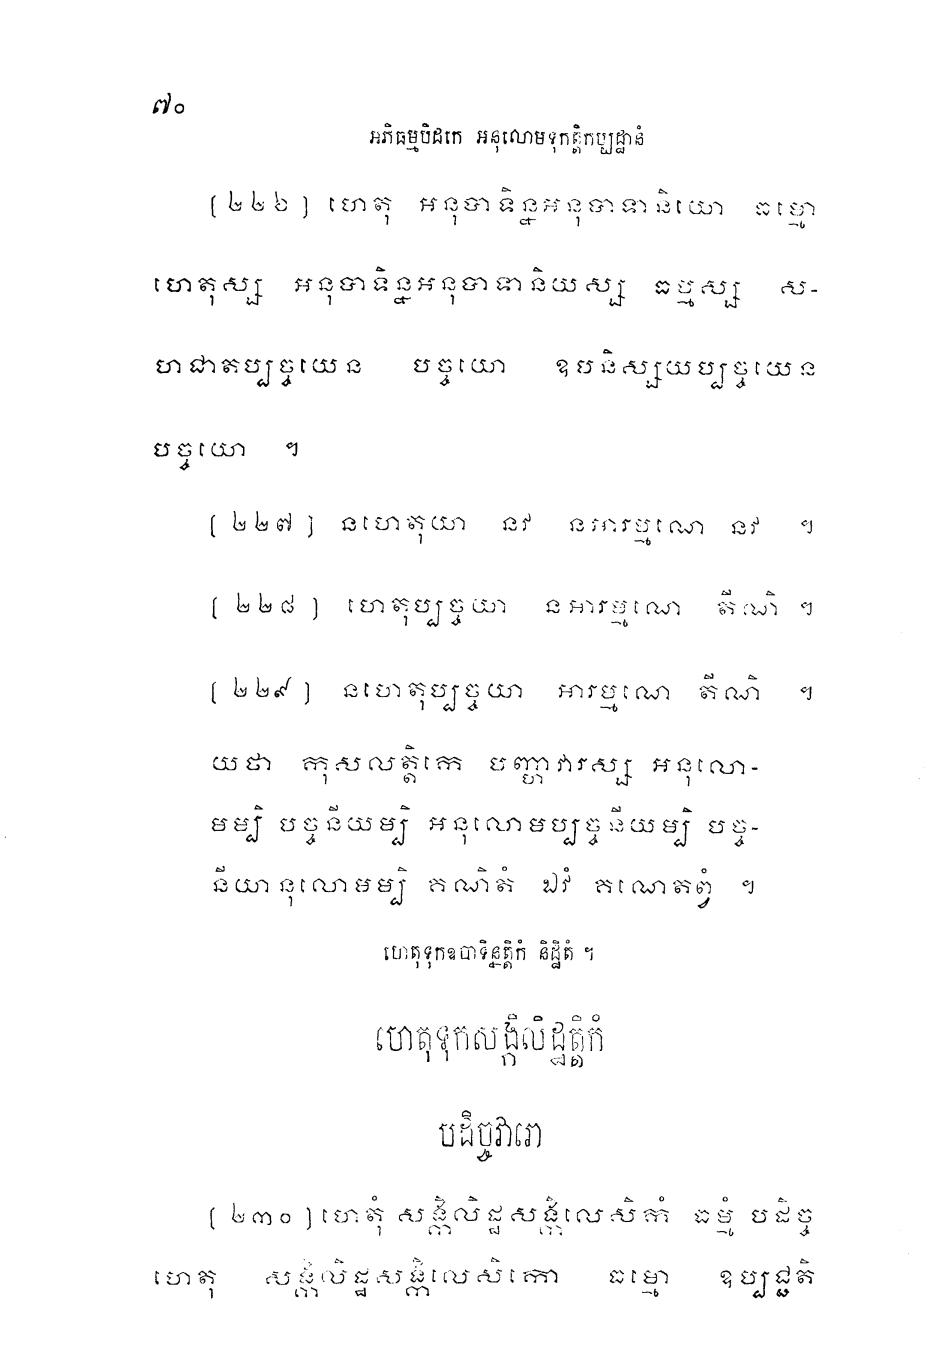 ៧០
អភិធម្មបិដកេ អនុលោមទុកត្តិកប្បដ្ឋានំ
[២២៦] ហេតុ អនុបាទិន្នអនុបាទានិយោ ធម្មោ
ហេតុស្ស អនុបាទិន្នអនុបាទានិយស្ស ធម្មស្ស ស-
ហជាតប្បច្ចយេន បច្ចយោ ឧបនិស្សយប្បច្ចយេន
បច្ចយោ ។
[២២៧] នហេតុយា នវ នអារម្មណេ នវ ។
[២២៨] ហេតុប្បច្ចយា នអារម្មណេ តីណិ ។
[២២៩] នហេតុប្បច្ចយា អារម្មណេ តីណិ ។
យថា កុសលត្តិកេ បញ្ហាវារស្ស អនុលោ-
មម្បិ បច្ចនីយម្បិ អនុលោមប្បច្ចនីយម្បិ បច្ច-
នីយានុលោមម្បិ គណិតំ ឯវំ គណេតព្វំ ។
ហេតុទុកឧបាទិន្នត្តិកំ និដ្ឋិតំ ។
ហេតុទុកសង្កិលិដ្ឋត្តិកំ
បដិច្ចវារោ
[២៣០] ហេតុំ សង្កិលិដ្ឋសង្កិលេសិកំ ធម្មំ បដិច្ច
ហេតុ សង្កិលិដ្ឋសង្កិលេសិកោ ធម្មោ ឧប្បជ្ជតិ